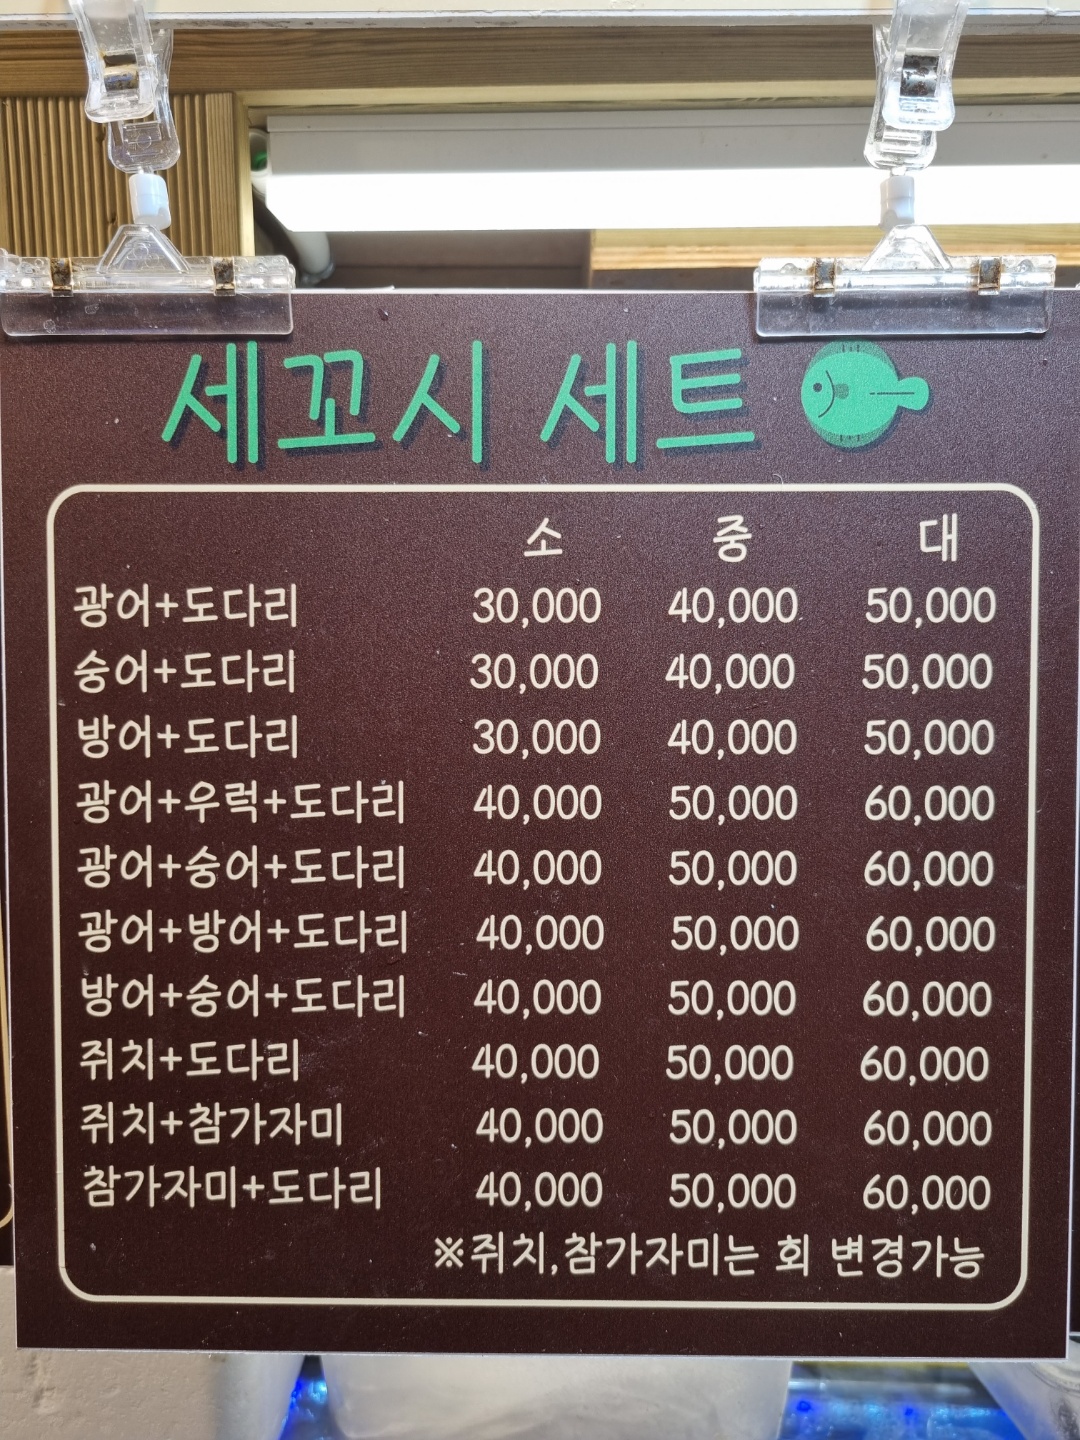 세꼬시 세트
소 중 대
광어+도다리 30,000 40,000 50,000
숭어+도다리 30,000 40,000 50,000
방어+도다리 30,000 40,000 50,000
광어+우럭+도다리 40,000 50,000 60,000
광어+숭어+도다리 40,000 50,000 60,000
광어+방어+도다리 40,000 50,000 60,000
방어+숭어+도다리 40,000 50,000 60,000
쥐치+도다리 40,000 50,000 60,000
쥐치+참가자미 40,000 50,000 60,000
참가자미+도다리 40,000 50,000 60,000
※쥐치,참가자미는 회 변경가능